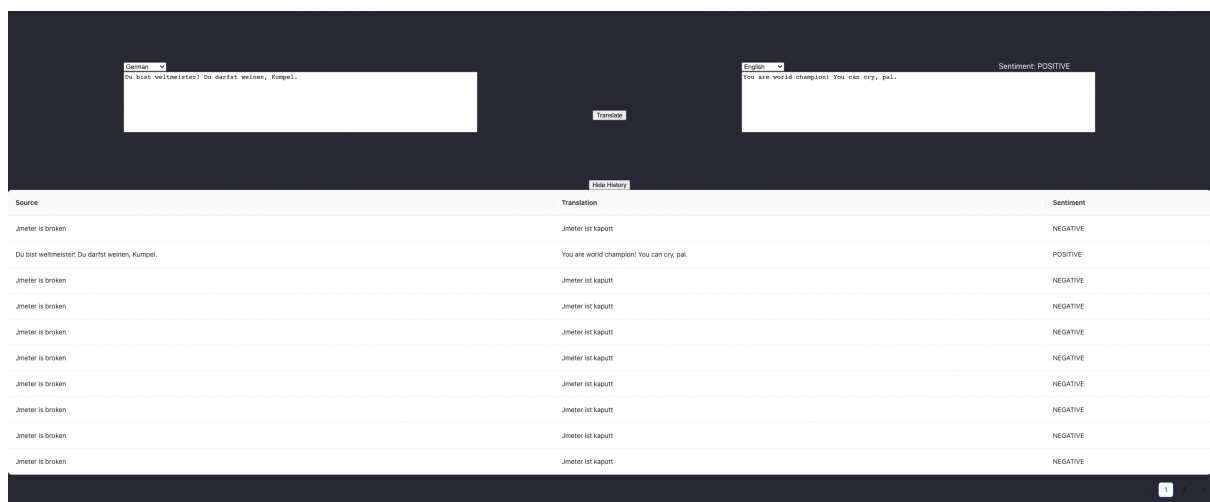 German
English
Sentiment: POSITIVE
Du bist weltmeister! Du darfst weinen, Kumpel.
You are world champion! You can cry, pal.
Translate
Hide History
Source Translation Sentiment
Jmeter is broken Jmeter ist kaputt NEGATIVE
Du bist weltmeister! Du darfst weinen, Kumpel. You are world champion! You can cry, pal. POSITIVE
Jmeter is broken Jmeter ist kaputt NEGATIVE
Jmeter is broken Jmeter ist kaputt NEGATIVE
Jmeter is broken Jmeter ist kaputt NEGATIVE
Jmeter is broken Jmeter ist kaputt NEGATIVE
Jmeter is broken Jmeter ist kaputt NEGATIVE
Jmeter is broken Jmeter ist kaputt NEGATIVE
Jmeter is broken Jmeter ist kaputt NEGATIVE
Jmeter is broken Jmeter ist kaputt NEGATIVE
1 2